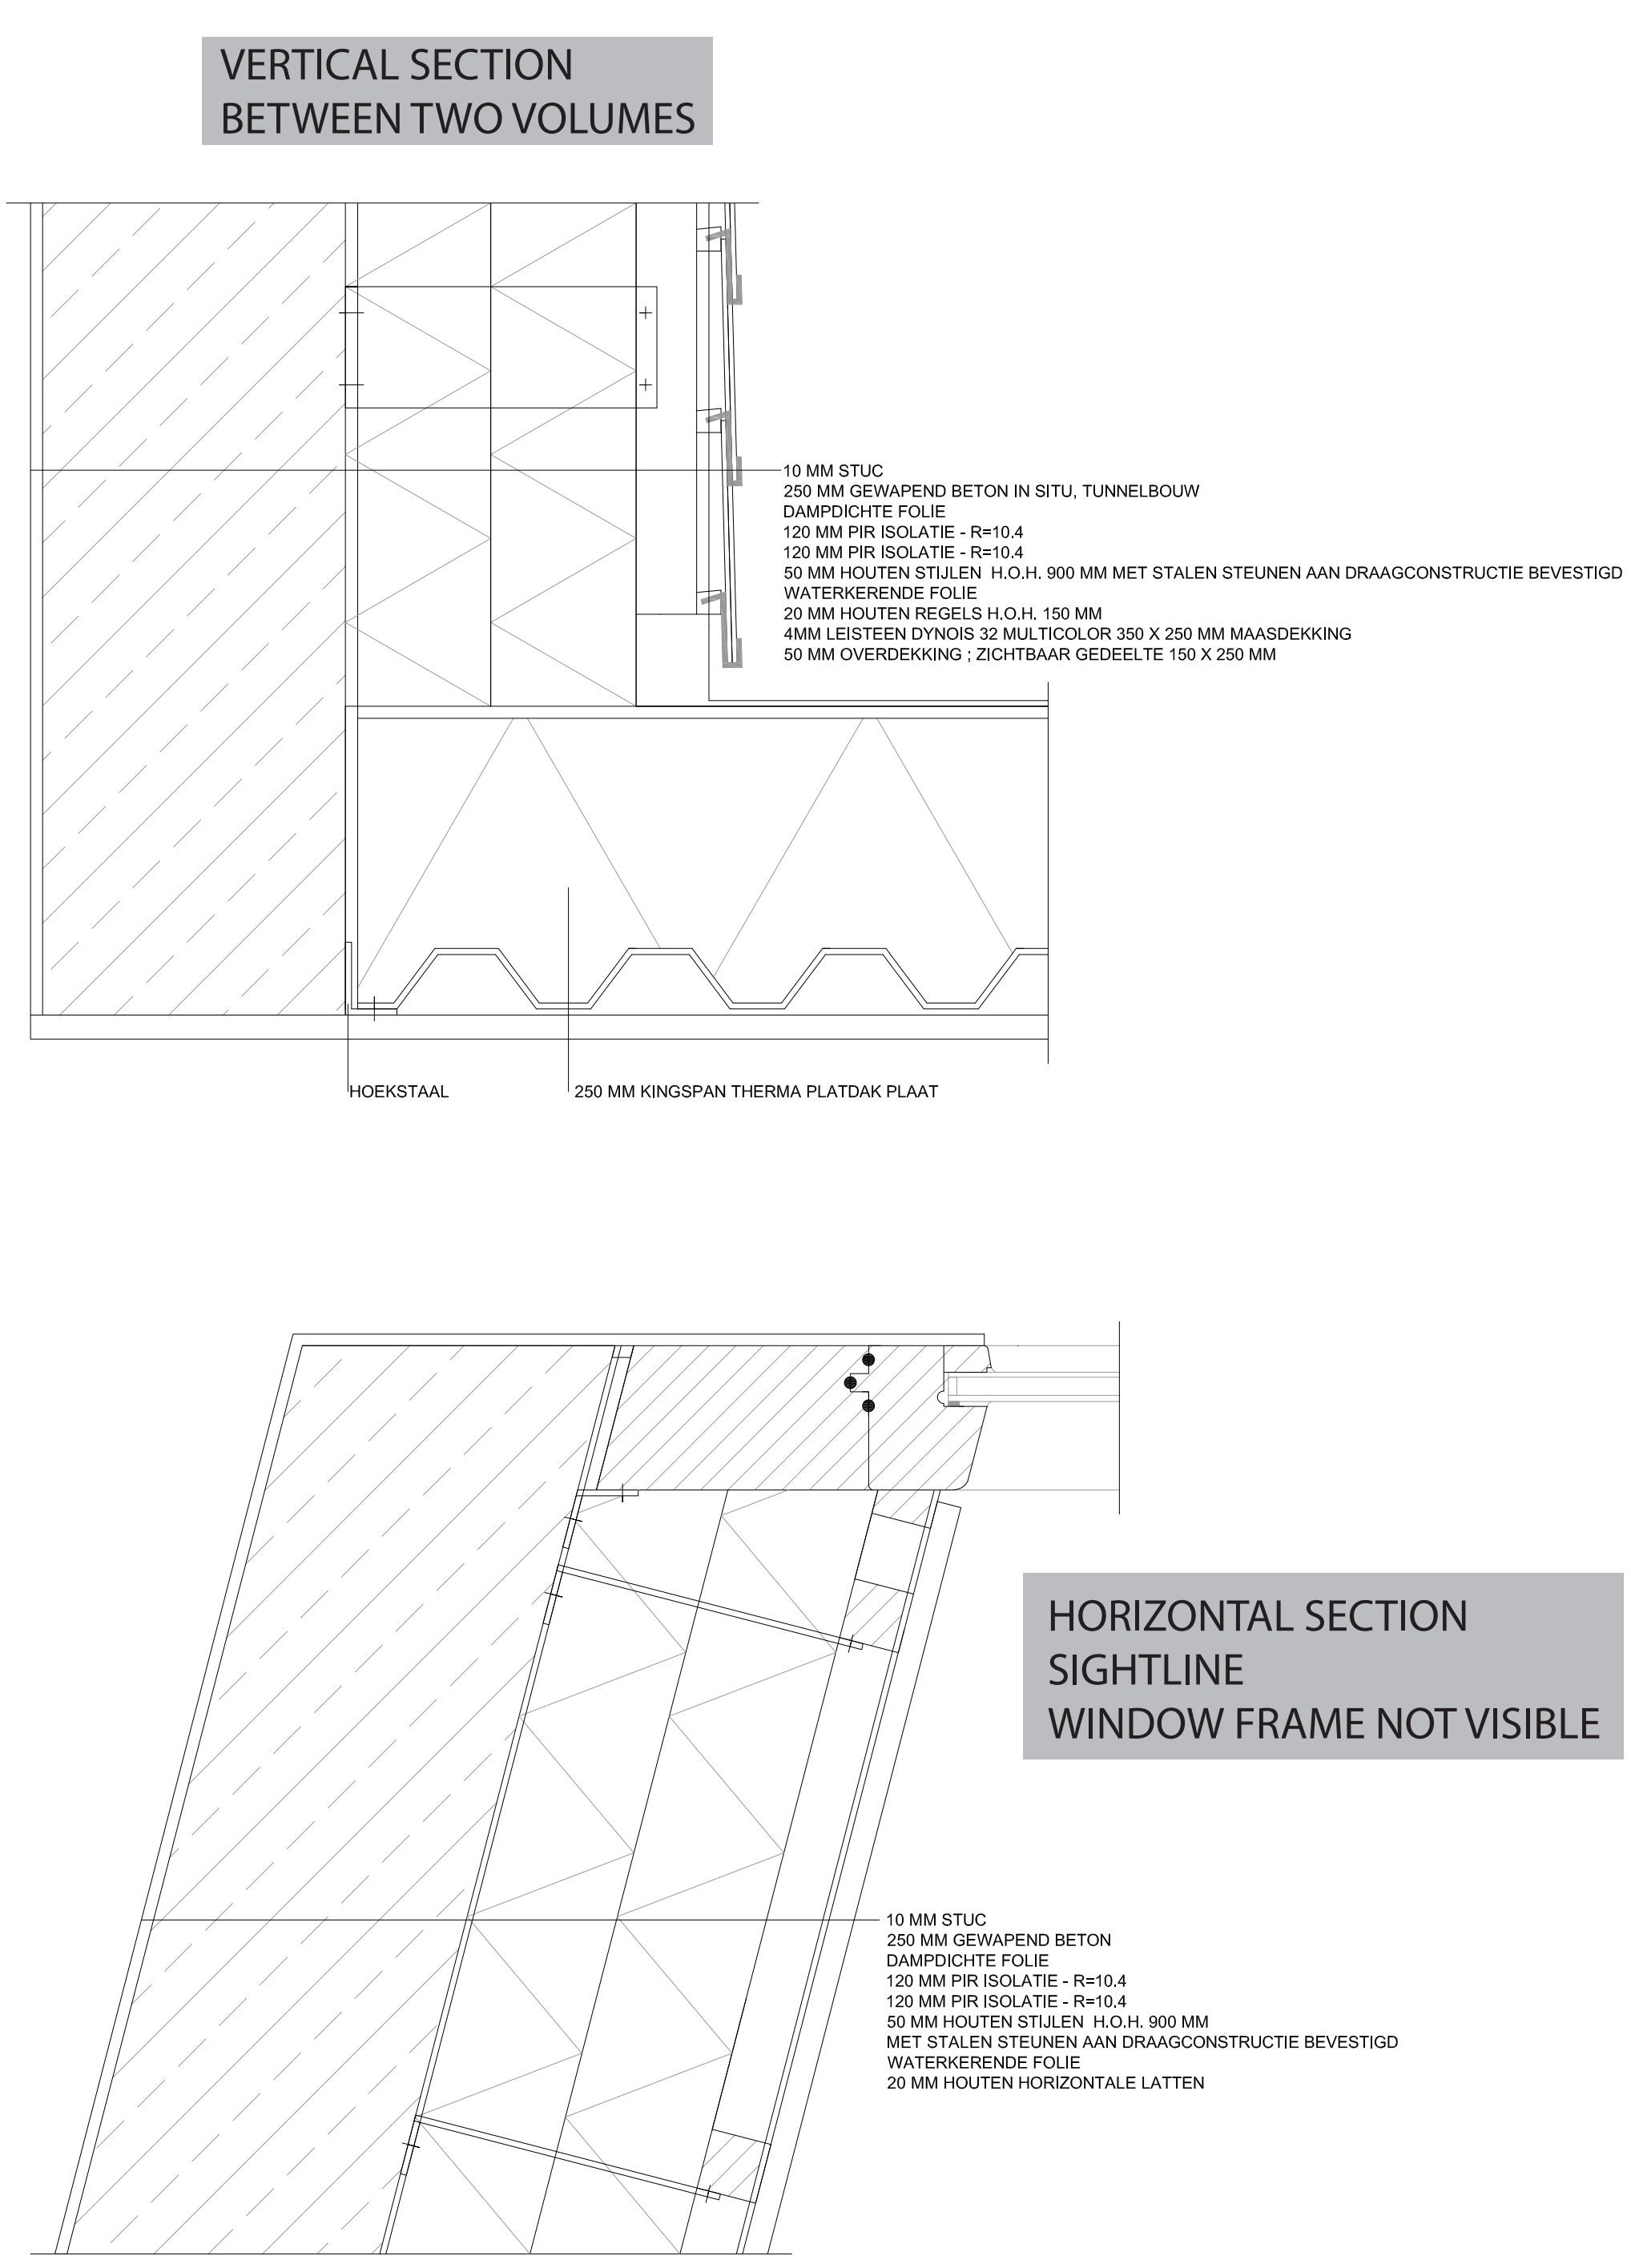 VERTICAL SECTION
BETWEEN TWO VOLUMES
10 MM STUC
250 MM GEWAPEND BETON IN SITU, TUNNELBOUW
DAMPDICHTE FOLIE
120 MM PIR ISOLATIE - R=10.4
120 MM PIR ISOLATIE - R=10.4
50 MM HOUTEN STIJLEN H.O.H. 900 MM MET STALEN STEUNEN AAN DRAAGCONSTRUCTIE BEVESTIGD
WATERKERENDE FOLIE
20 MM HOUTEN REGELS H.O.H. 150 MM
4MM LEISTEEN DYNOIS 32 MULTICOLOR 350 X 250 MM MAASDEKKING
50 MM OVERDEKKING ; ZICHTBAAR GEDEELTE 150 X 250 MM
HOEKSTAAL
250 MM KINGSPAN THERMA PLATDAK PLAAT
HORIZONTAL SECTION
SIGHTLINE
WINDOW FRAME NOT VISIBLE
10 MM STUC
250 MM GEWAPEND BETON
DAMPDICHTE FOLIE
120 MM PIR ISOLATIE - R=10.4
120 MM PIR ISOLATIE - R=10.4
50 MM HOUTEN STIJLEN H.O.H. 900 MM
MET STALEN STEUNEN AAN DRAAGCONSTRUCTIE BEVESTIGD
WATERKERENDE FOLIE
20 MM HOUTEN HORIZONTALE LATTEN